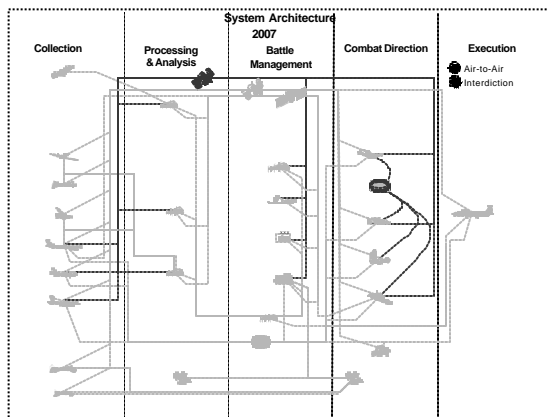 System Architecture
2007
Collection
Processing
& Analysis
Battle
Management
Combat Direction
Execution
Air-to-Air
Interdiction